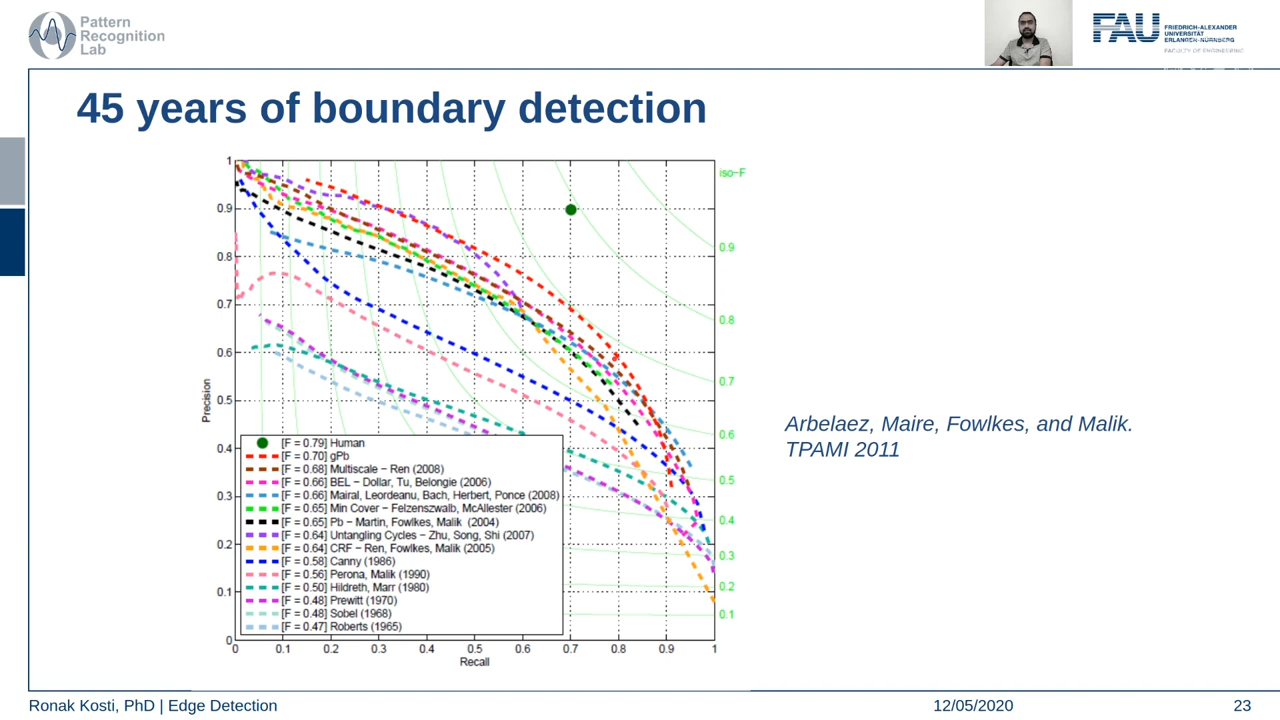 Pattern
Recognition
Lab
FAU
FRIEDRICH-ALEXANDER
UNIVERSITÄT
ERLANGEN-NÜRNBERG
FACULTY OF ENGINEERING
45 years of boundary detection
iso−F
1
0.9
0.8
0.7
0.6
0.5
0.4
0.3
0.2
0.1
0
Precision
0 0.1 0.2 0.3 0.4 0.5 0.6 0.7 0.8 0.9 1
Recall
0.9
0.8
0.7
0.6
0.5
0.4
0.3
0.2
0.1
[F = 0.79] Human
[F = 0.70] gPb
[F = 0.68] Multiscale − Ren (2008)
[F = 0.66] BEL − Dollar, Tu, Belongie (2006)
[F = 0.66] Mairal, Leordeanu, Bach, Herbert, Ponce (2008)
[F = 0.65] Min Cover − Felzenszwalb, McAllester (2006)
[F = 0.65] Pb − Martin, Fowlkes, Malik (2004)
[F = 0.64] Untangling Cycles − Zhu, Song, Shi (2007)
[F = 0.64] CRF − Ren, Fowlkes, Malik (2005)
[F = 0.58] Canny (1986)
[F = 0.56] Perona, Malik (1990)
[F = 0.50] Hildreth, Marr (1980)
[F = 0.48] Prewitt (1970)
[F = 0.48] Sobel (1968)
[F = 0.47] Roberts (1965)
Arbelaez, Maire, Fowlkes, and Malik.
TPAMI 2011
Ronak Kosti, PhD | Edge Detection
12/05/2020
23